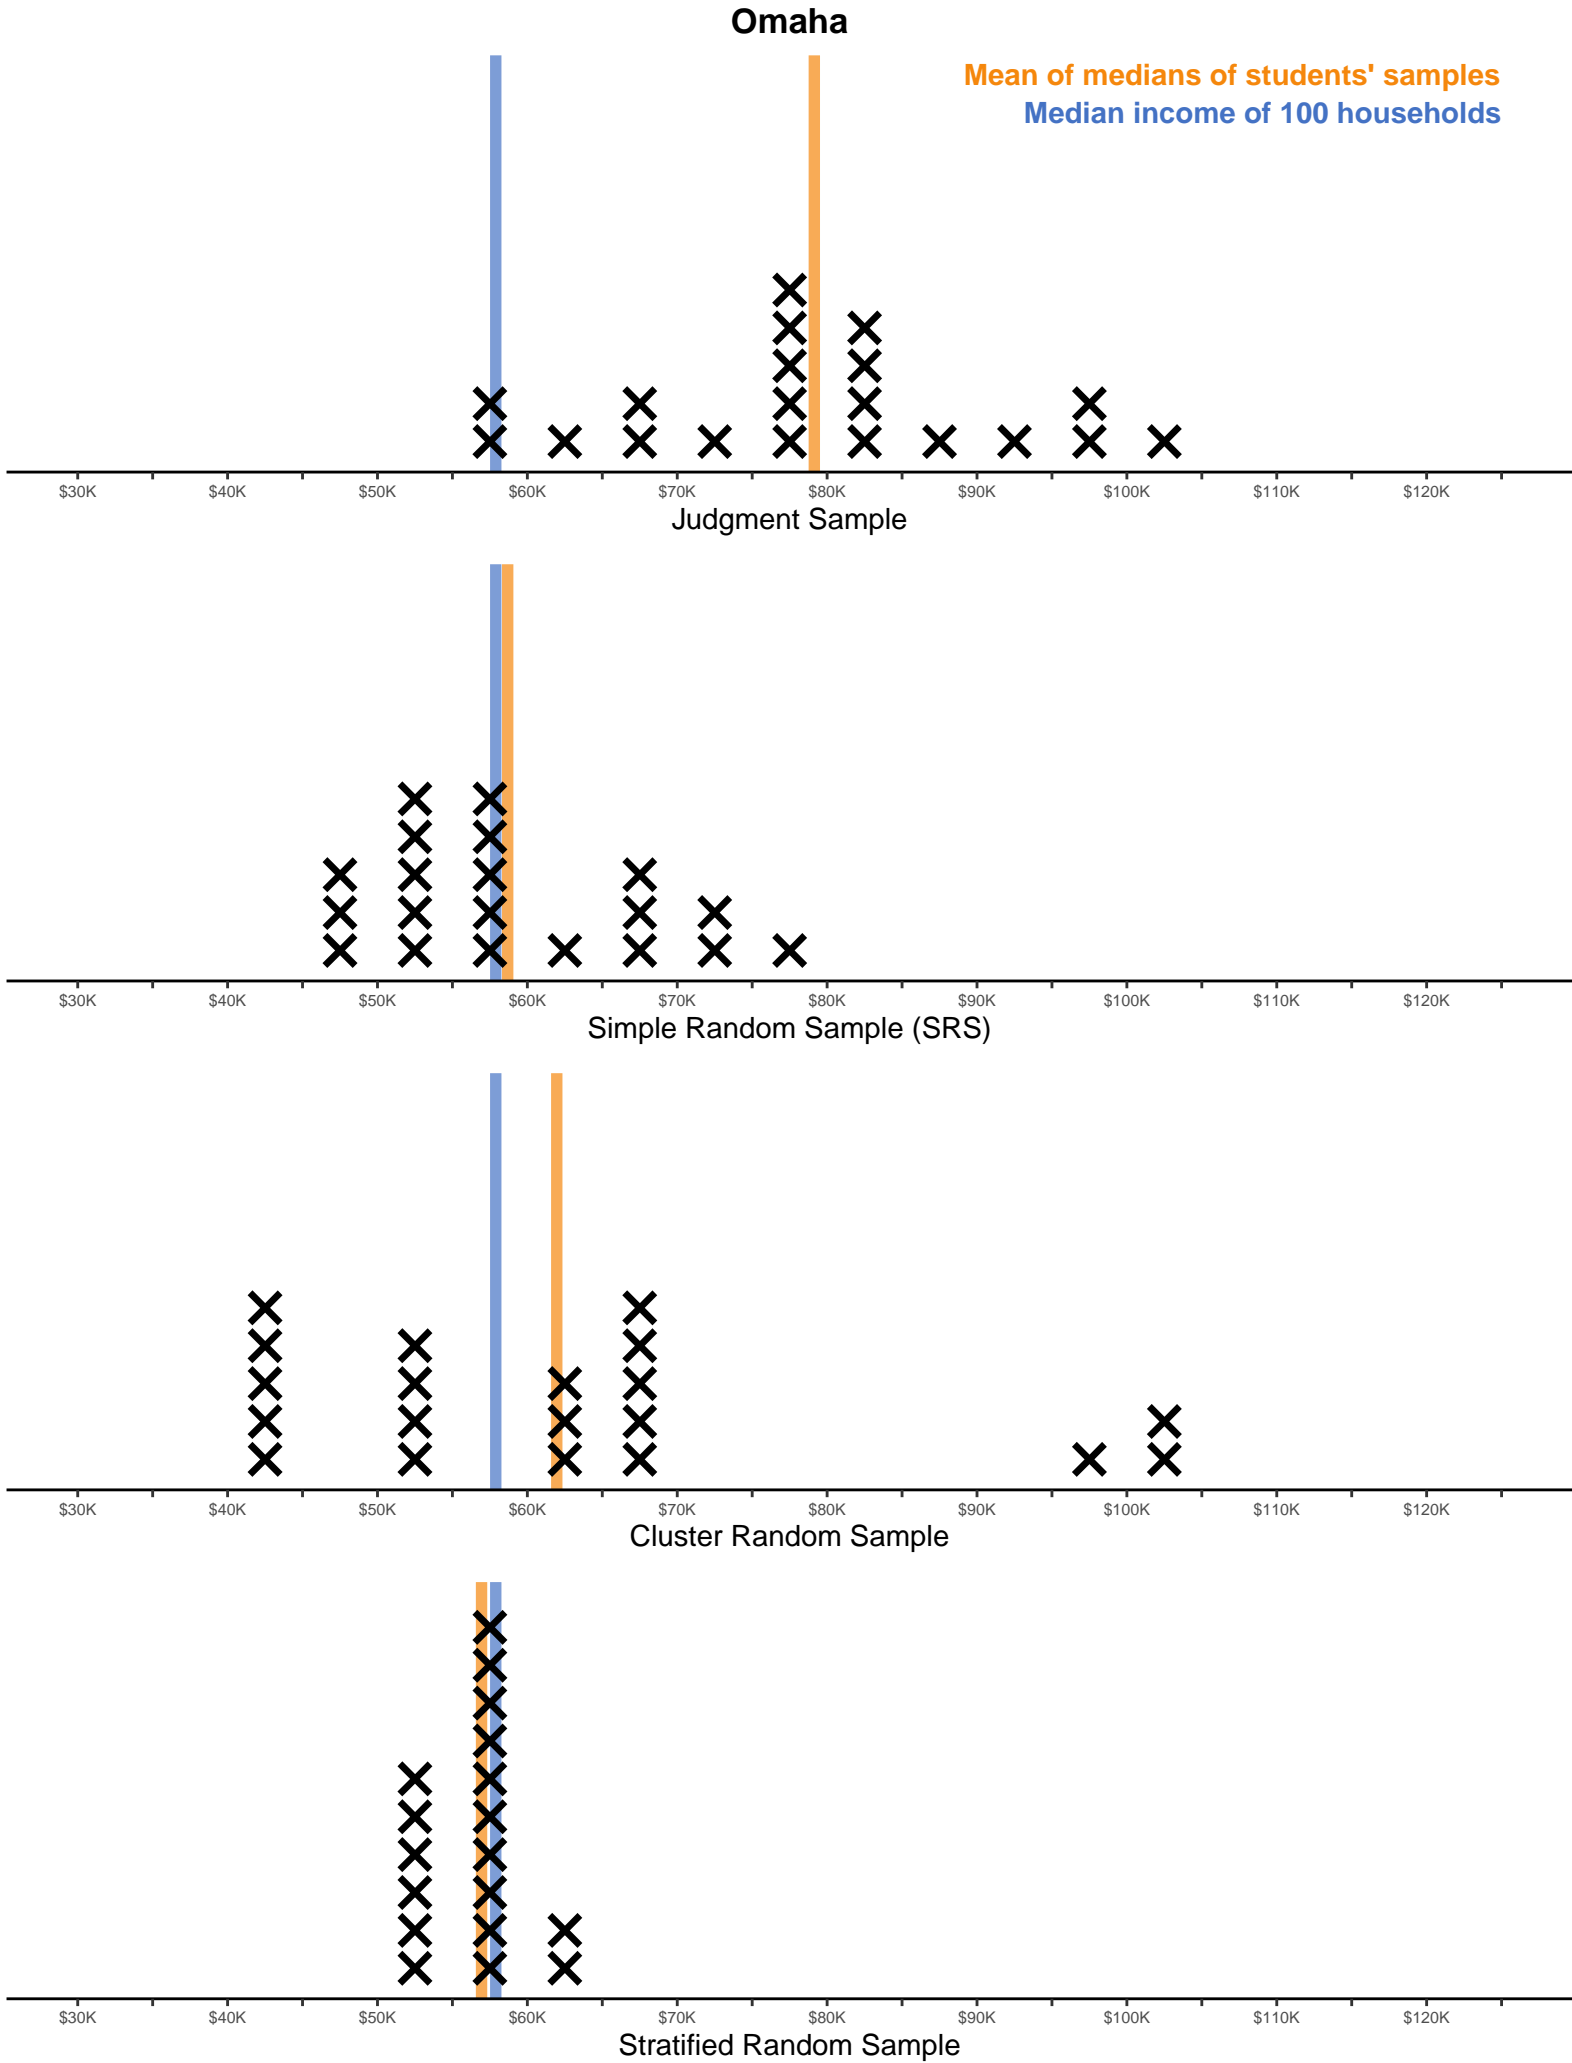 Omaha
Mean of medians of students' samples
Median income of 100 households
$30K $40K $50K $60K $70K $80K $90K $100K $110K $120K
Judgment Sample
$30K $40K $50K $60K $70K $80K $90K $100K $110K $120K
Simple Random Sample (SRS)
$30K $40K $50K $60K $70K $80K $90K $100K $110K $120K
Cluster Random Sample
$30K $40K $50K $60K $70K $80K $90K $100K $110K $120K
Stratified Random Sample